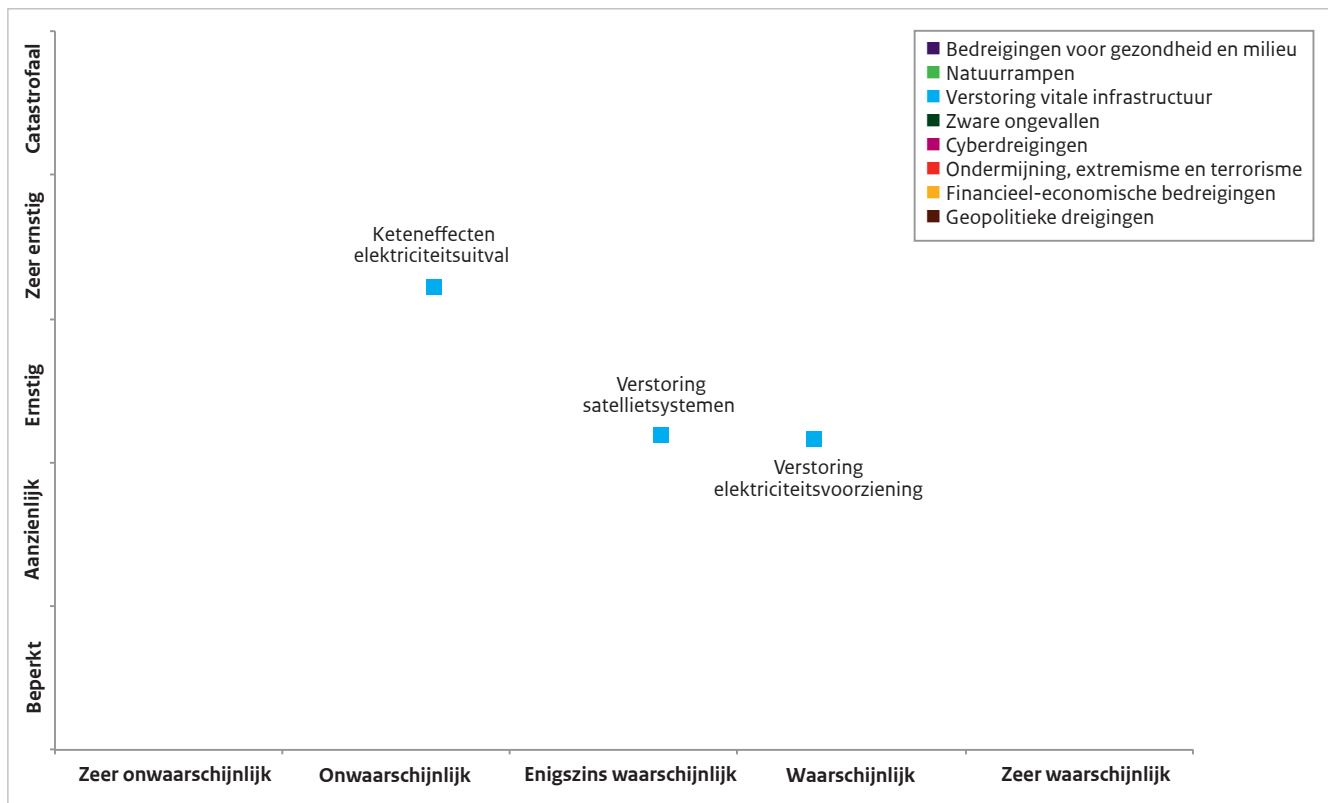 Catastrofaal
Zeer ernstig
Ernstig
Aanzienlijk
Beperkt
Bedreigingen voor gezondheid en milieu
Natuurrampen
Verstoring vitale infrastructuur
Zware ongevallen
Cyberdreigingen
Ondermijning, extremisme en terrorisme
Financieel-economische bedreigingen
Geopolitieke dreigingen
Keteneffecten
elektriciteitsuitval
Verstoring
satellietsystemen
Verstoring
elektriciteitsvoorziening
Zeer onwaarschijnlijk
Onwaarschijnlijk
Enigszins waarschijnlijk
Waarschijnlijk
Zeer waarschijnlijk